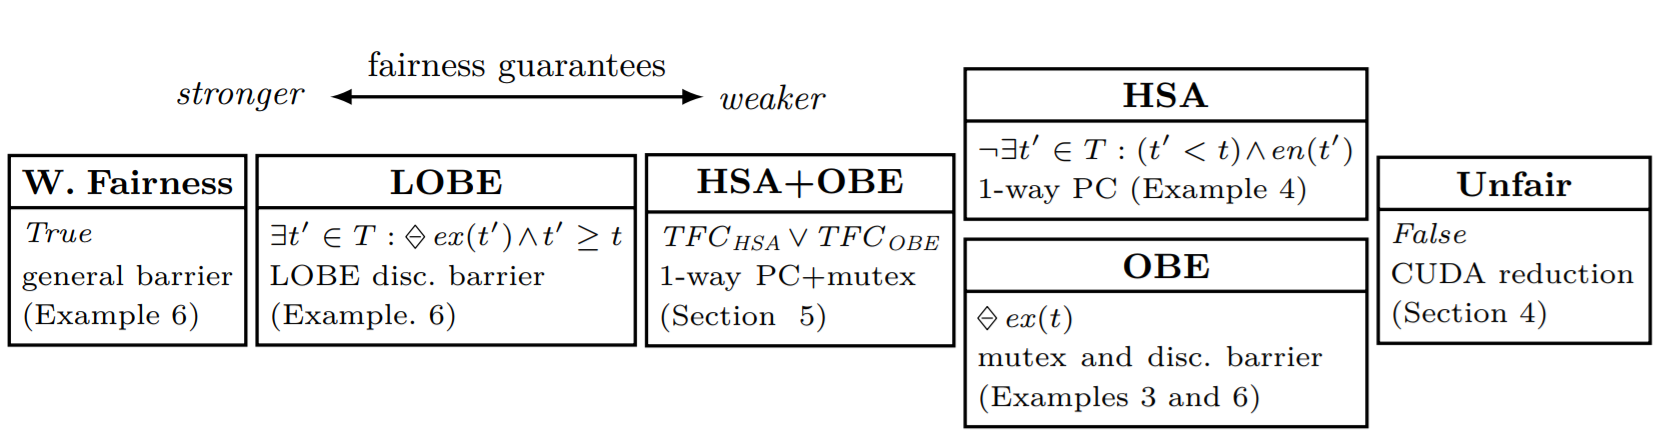 fairness guarantees
stronger
weaker
W. Fairness
True
general barrier
(Example 6)
LOBE
∃t′ ∈ T : ⟐ ex(t′) ∧ t′ ≥ t
LOBE disc. barrier
(Example. 6)
HSA+OBE
TFC_HSA ∨ TFC_OBE
1-way PC+mutex
(Section 5)
HSA
¬∃t′ ∈ T : (t′ < t) ∧ en(t′)
1-way PC (Example 4)
OBE
⟐ ex(t)
mutex and disc. barrier
(Examples 3 and 6)
Unfair
False
CUDA reduction
(Section 4)